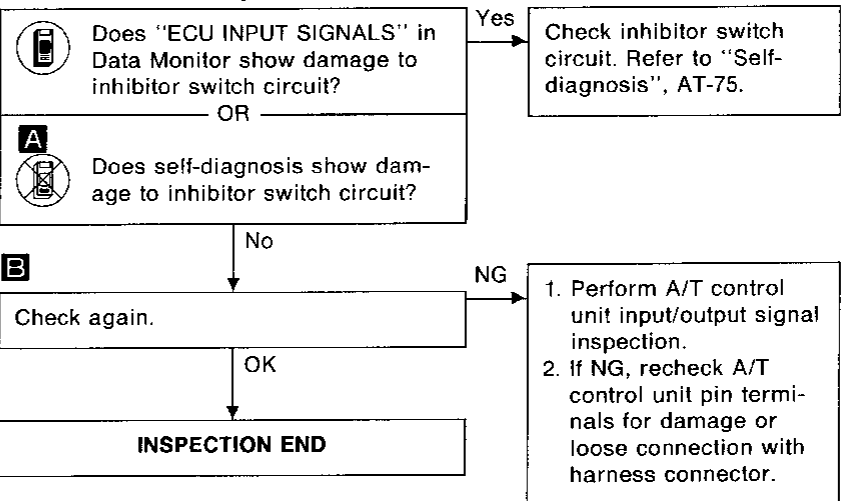 Does "ECU INPUT SIGNALS" in
Data Monitor show damage to
inhibitor switch circuit?
OR
A
Does self-diagnosis show dam-
age to inhibitor switch circuit?
Yes
Check inhibitor switch
circuit. Refer to "Self-
diagnosis", AT-75.
No
B
Check again.
NG
1. Perform A/T control
unit input/output signal
inspection.
2. If NG, recheck A/T
control unit pin termi-
nals for damage or
loose connection with
harness connector.
OK
INSPECTION END